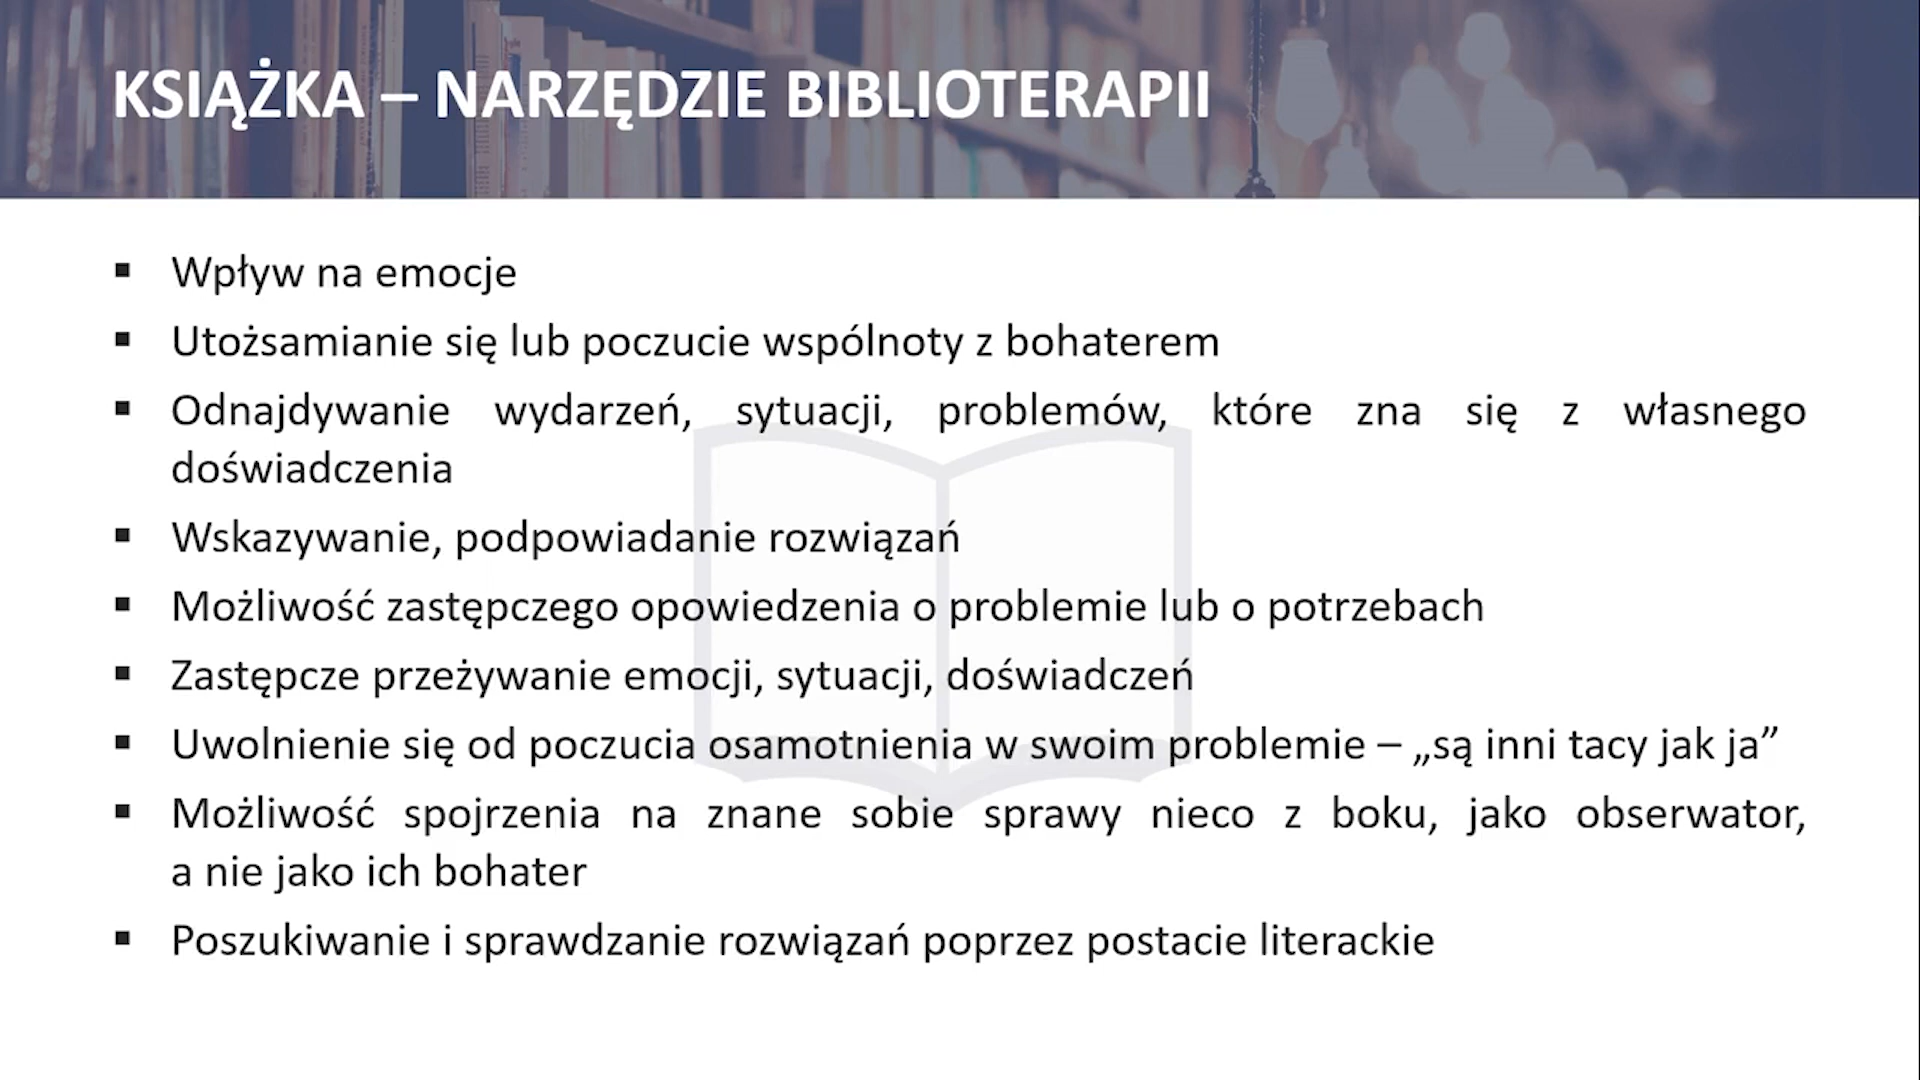 KSIĄŻKA – NARZĘDZIE BIBLIOTERAPII
▪ Wpływ na emocje
▪ Utożsamianie się lub poczucie wspólnoty z bohaterem
▪ Odnajdywanie wydarzeń, sytuacji, problemów, które zna się z własnego
doświadczenia
▪ Wskazywanie, podpowiadanie rozwiązań
▪ Możliwość zastępczego opowiedzenia o problemie lub o potrzebach
▪ Zastępcze przeżywanie emocji, sytuacji, doświadczeń
▪ Uwolnienie się od poczucia osamotnienia w swoim problemie – „są inni tacy jak ja”
▪ Możliwość spojrzenia na znane sobie sprawy nieco z boku, jako obserwator,
a nie jako ich bohater
▪ Poszukiwanie i sprawdzanie rozwiązań poprzez postacie literackie